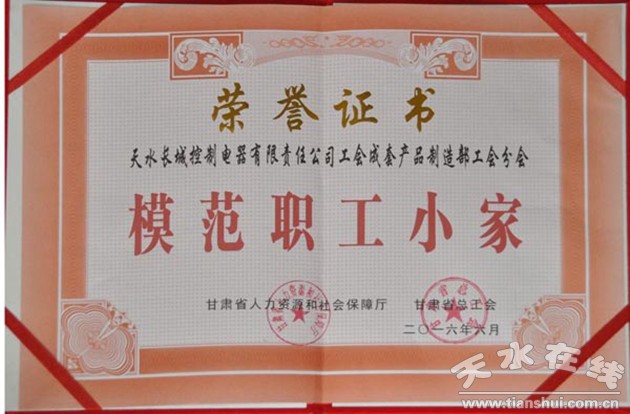 荣誉证书
天水长城控制电器有限责任公司工会成套产品制造部工会分会
模范职工小家
甘肃省人力资源和社会保障厅 甘肃省总工会
二〇一六年六月
天水在线
www.tianshui.com.cn